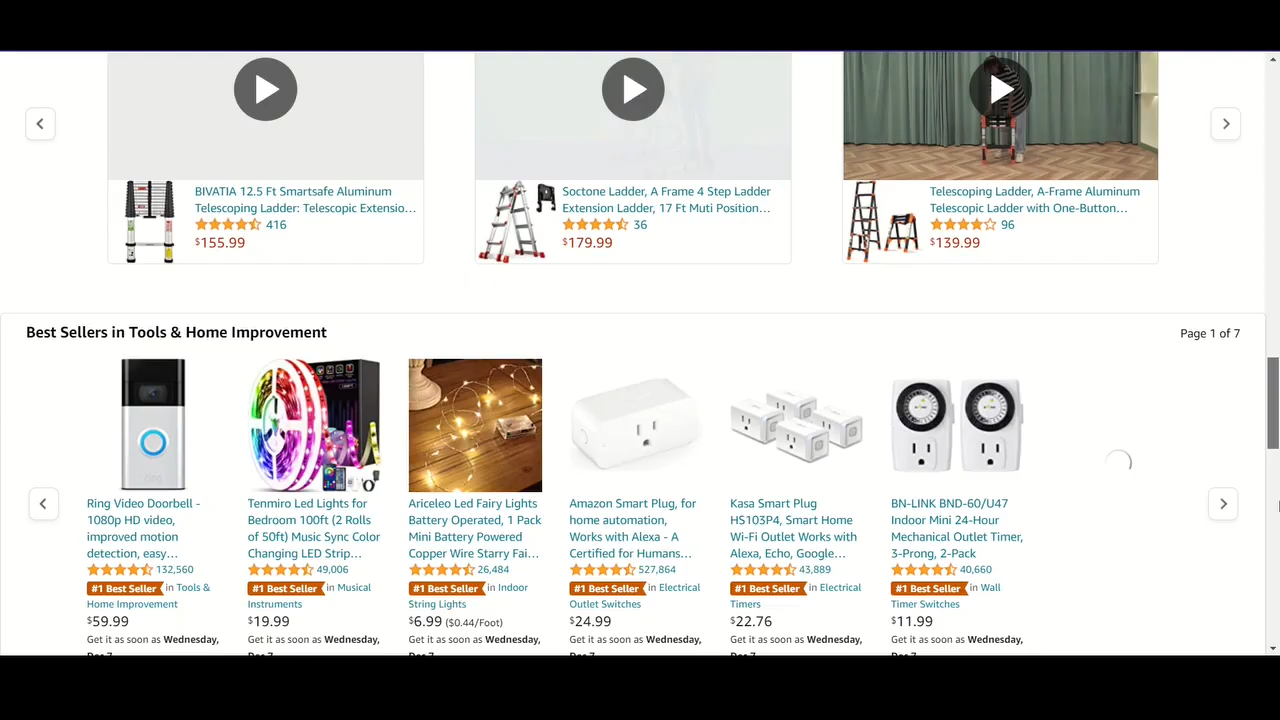 BIVATIA 12.5 Ft Smartsafe Aluminum
Telescoping Ladder: Telescopic Extensio...
416
$155.99
Soctone Ladder, A Frame 4 Step Ladder
Extension Ladder, 17 Ft Muti Position...
36
$179.99
Telescoping Ladder, A-Frame Aluminum
Telescopic Ladder with One-Button...
96
$139.99
Best Sellers in Tools & Home Improvement
Page 1 of 7
Ring Video Doorbell -
1080p HD video,
improved motion
detection, easy...
132,560
#1 Best Seller in Tools &
Home Improvement
$59.99
Get it as soon as Wednesday,
Dec 7
Tenmiro Led Lights for
Bedroom 100ft (2 Rolls
of 50ft) Music Sync Color
Changing LED Strip...
49,006
#1 Best Seller in Musical
Instruments
$19.99
Get it as soon as Wednesday,
Dec 7
Ariceleo Led Fairy Lights
Battery Operated, 1 Pack
Mini Battery Powered
Copper Wire Starry Fai...
26,484
#1 Best Seller in Indoor
String Lights
$6.99 ($0.44/Foot)
Get it as soon as Wednesday,
Dec 7
Amazon Smart Plug, for
home automation,
Works with Alexa - A
Certified for Humans...
527,864
#1 Best Seller in Electrical
Outlet Switches
$24.99
Get it as soon as Wednesday,
Dec 7
Kasa Smart Plug
HS103P4, Smart Home
Wi-Fi Outlet Works with
Alexa, Echo, Google...
43,889
#1 Best Seller in Electrical
Timers
$22.76
Get it as soon as Wednesday,
Dec 7
BN-LINK BND-60/U47
Indoor Mini 24-Hour
Mechanical Outlet Timer,
3-Prong, 2-Pack
40,660
#1 Best Seller in Wall
Timer Switches
$11.99
Get it as soon as Wednesday,
Dec 7